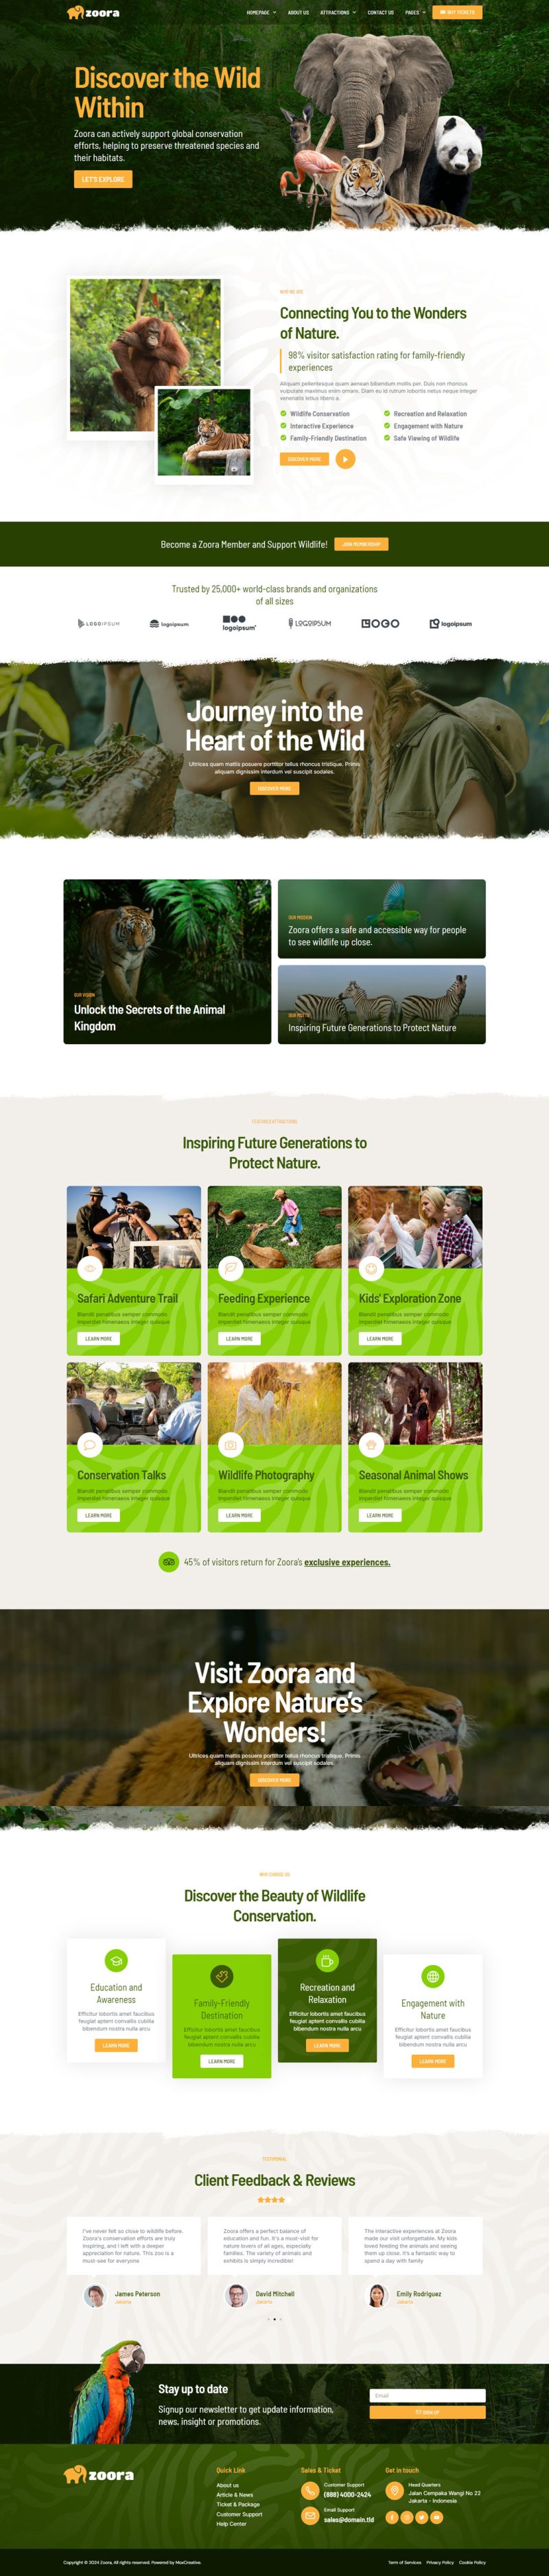 zoora
HOMEPAGE
ABOUT US
ATTRACTIONS
CONTACT US
PAGES
BUY TICKETS
Discover the Wild
Within
Zoora can actively support global conservation
efforts, helping to preserve threatened species and
their habitats.
LET'S EXPLORE
WHO WE ARE
Connecting You to the Wonders
of Nature.
98% visitor satisfaction rating for family-friendly
experiences
Aliquam pellentesque quam aenean bibendum mollis per. Duis non rhoncus
vulputate maximus enim ornare. Diam eu id rutrum lobortis netus neque integer
venenatis letius libero a.
Wildlife Conservation
Recreation and Relaxation
Interactive Experience
Engagement with Nature
Family-Friendly Destination
Safe Viewing of Wildlife
DISCOVER MORE
Become a Zoora Member and Support Wildlife!
JOIN MEMBERSHIP
Trusted by 25,000+ world-class brands and organizations
of all sizes
LOGOIPSUM
logoipsum
logoipsum
LOGOIPSUM
LOGO
logoipsum
Journey into the
Heart of the Wild
Ultrices quam mattis posuere porttitor tellus rhoncus tristique. Primis
aliquam dignissim interdum vel suscipit sodales.
DISCOVER MORE
OUR VISION
Unlock the Secrets of the Animal
Kingdom
OUR MISSION
Zoora offers a safe and accessible way for people
to see wildlife up close.
OUR MOTTO
Inspiring Future Generations to Protect Nature
FEATURED ATTRACTIONS
Inspiring Future Generations to
Protect Nature.
Safari Adventure Trail
Blandit penatibus semper commodo
imperdiet himenaeos integer quisque
LEARN MORE
Feeding Experience
Blandit penatibus semper commodo
imperdiet himenaeos integer quisque
LEARN MORE
Kids' Exploration Zone
Blandit penatibus semper commodo
imperdiet himenaeos integer quisque
LEARN MORE
Conservation Talks
Blandit penatibus semper commodo
imperdiet himenaeos integer quisque
LEARN MORE
Wildlife Photography
Blandit penatibus semper commodo
imperdiet himenaeos integer quisque
LEARN MORE
Seasonal Animal Shows
Blandit penatibus semper commodo
imperdiet himenaeos integer quisque
LEARN MORE
45% of visitors return for Zoora's exclusive experiences.
Visit Zoora and
Explore Nature's
Wonders!
Ultrices quam mattis posuere porttitor tellus rhoncus tristique. Primis
aliquam dignissim interdum vel suscipit sodales.
DISCOVER MORE
WHY CHOOSE US
Discover the Beauty of Wildlife
Conservation.
Education and
Awareness
Efficitur lobortis amet faucibus
feugiat aptent convallis cubilia
bibendum nostra nulla arcu
LEARN MORE
Family-Friendly
Destination
Efficitur lobortis amet faucibus
feugiat aptent convallis cubilia
bibendum nostra nulla arcu
LEARN MORE
Recreation and
Relaxation
Efficitur lobortis amet faucibus
feugiat aptent convallis cubilia
bibendum nostra nulla arcu
LEARN MORE
Engagement with
Nature
Efficitur lobortis amet faucibus
feugiat aptent convallis cubilia
bibendum nostra nulla arcu
LEARN MORE
TESTIMONIAL
Client Feedback & Reviews
I've never felt so close to wildlife before.
Zoora's conservation efforts are truly
inspiring, and I left with a deeper
appreciation for nature. This zoo is a
must-see for everyone
James Peterson
Jakarta
Zoora offers a perfect balance of
education and fun. It's a must-visit for
nature lovers of all ages, especially
families. The variety of animals and
exhibits is simply incredible!
David Mitchell
Jakarta
The interactive experiences at Zoora
made our visit unforgettable. My kids
loved feeding the animals and seeing
them up close. It's a fantastic way to
spend a day with family
Emily Rodriguez
Jakarta
Stay up to date
Signup our newsletter to get update information,
news, insight or promotions.
Email
SIGN UP
zoora
Quick Link
About us
Article & News
Ticket & Package
Customer Support
Help Center
Sales & Ticket
Customer Support
(888) 4000-2424
Email Support
sales@domain.tld
Get in touch
Head Quarters
Jalan Cempaka Wangi No 22
Jakarta - Indonesia
Copyright © 2024 Zoora, All rights reserved. Powered by MoxCreative.
Term of Services
Privacy Policy
Cookie Policy